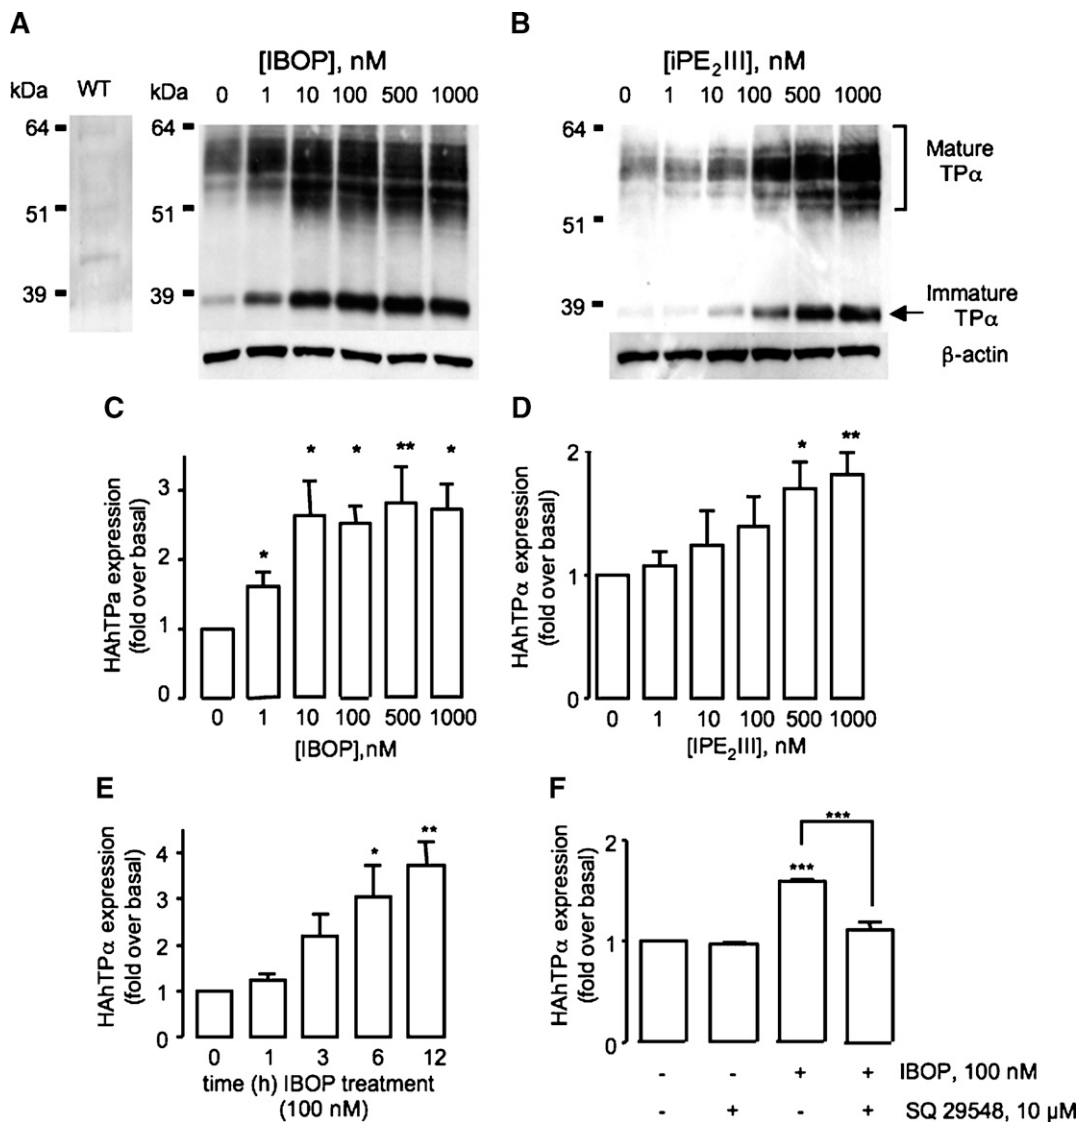 A
B
[IBOP], nM
[iPE2III], nM
kDa WT kDa 0 1 10 100 500 1000
0 1 10 100 500 1000
64 64 64
Mature
TPα
51 51 51
39 39 39
Immature
TPα
β-actin
C
D
HAhTPa expression
(fold over basal)
3
2
1
0
* * * ** *
0 1 10 100 500 1000
[IBOP],nM
HAhTPα expression
(fold over basal)
2
1
0
* **
0 1 10 100 500 1000
[IPE2III], nM
E
F
HAhTPα expression
(fold over basal)
4
3
2
1
0
* **
0 1 3 6 12
time (h) IBOP treatment
(100 nM)
HAhTPα expression
(fold over basal)
2
1
0
***
***
- - + + IBOP, 100 nM
- + - + SQ 29548, 10 µM